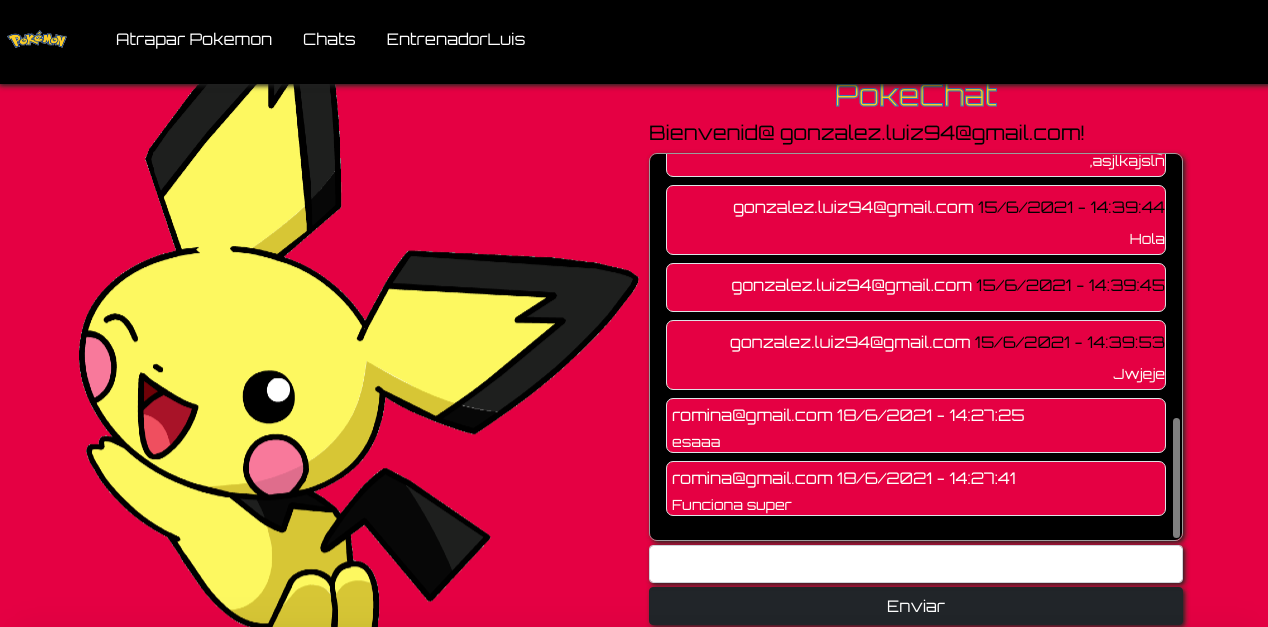 POKéMON
Atrapar Pokemon Chats EntrenadorLuis
PokeChat
Bienvenid@ gonzalez.luiz94@gmail.com!
,asjlkajslñ
gonzalez.luiz94@gmail.com 15/6/2021 - 14:39:44
Hola
gonzalez.luiz94@gmail.com 15/6/2021 - 14:39:45
gonzalez.luiz94@gmail.com 15/6/2021 - 14:39:53
Jwjeje
romina@gmail.com 18/6/2021 - 14:27:25
esaaa
romina@gmail.com 18/6/2021 - 14:27:41
Funciona super
Enviar